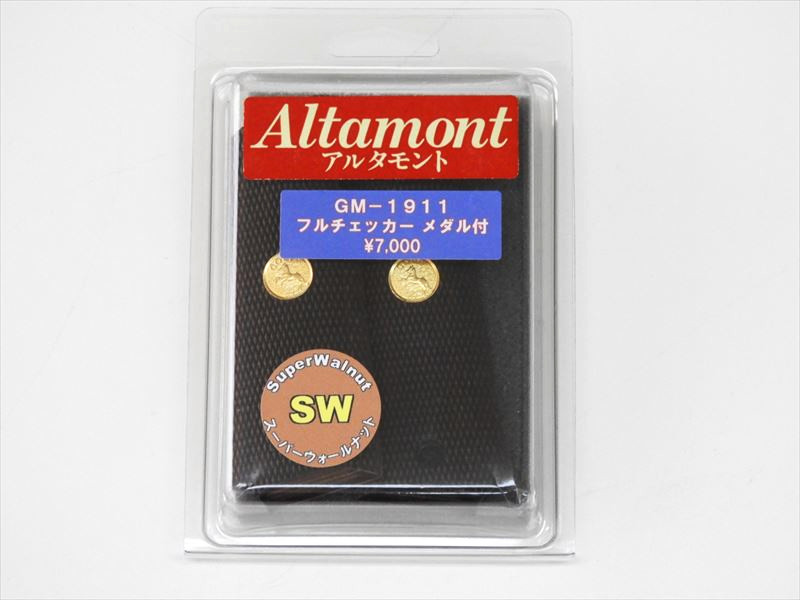 Altamont
アルタモント
GM-1911
フルチェッカー メダル付
¥7,000
SuperWalnut
SW
スーパーウォールナット